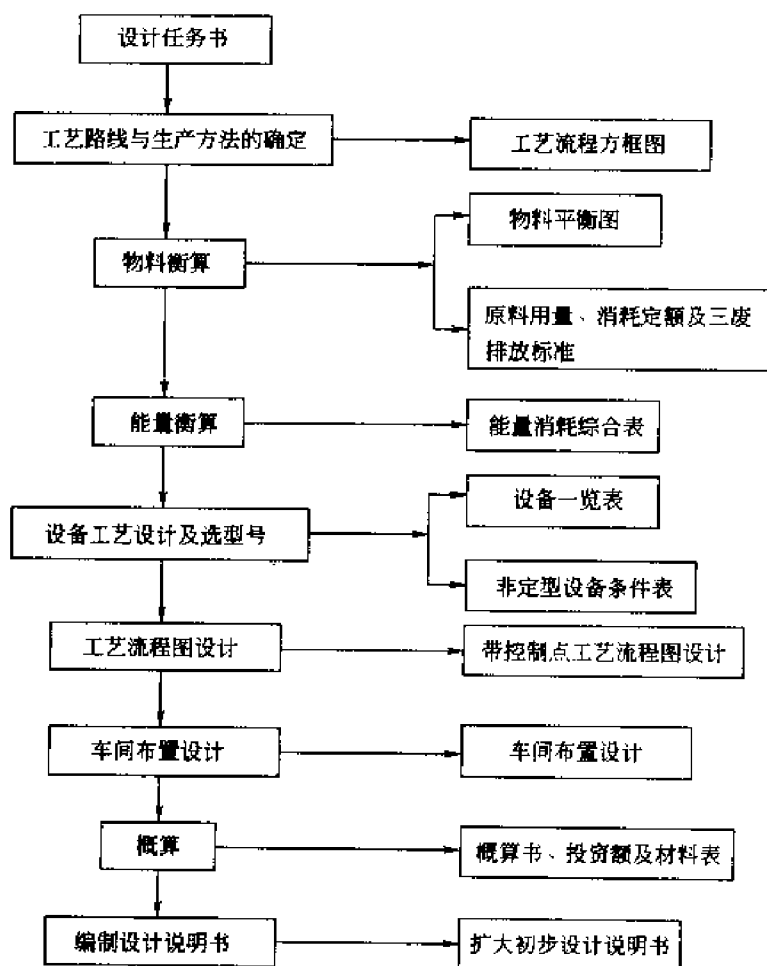 设计任务书
工艺路线与生产方法的确定
工艺流程方框图
物料平衡图
物料衡算
原料用量、消耗定额及三废
排放标准
能量衡算
能量消耗综合表
设备一览表
设备工艺设计及选型号
非定型设备条件表
工艺流程图设计
带控制点工艺流程图设计
车间布置设计
车间布置设计
概算
概算书、投资额及材料表
编制设计说明书
扩大初步设计说明书